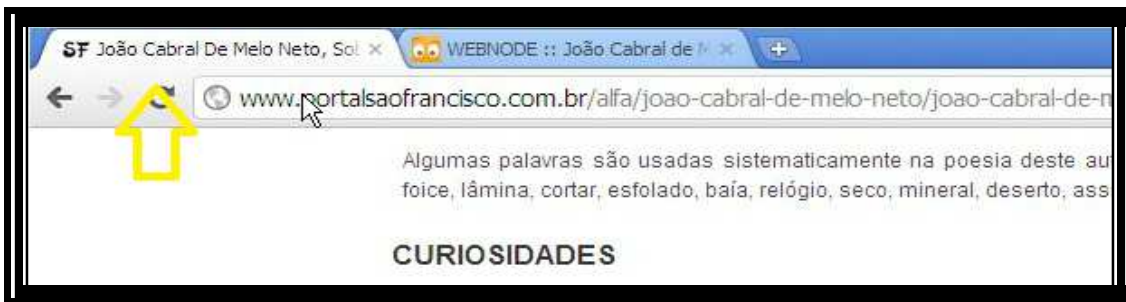 SF João Cabral De Melo Neto, Sol
WEBNODE :: João Cabral de
www.portalsaofrancisco.com.br/alfa/joao-cabral-de-melo-neto/joao-cabral-de-m
Algumas palavras são usadas sistematicamente na poesia deste au
foice, lâmina, cortar, esfolado, baía, relógio, seco, mineral, deserto, ass
CURIOSIDADES